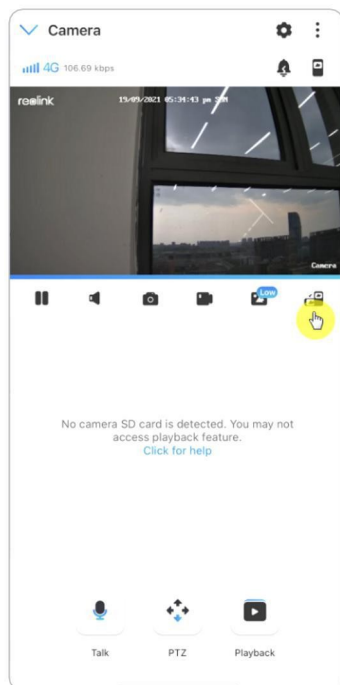 Camera
4G 106.69 kbps
reolink
19/09/2021 05:34:43 pm SUN
Camera
Low
No camera SD card is detected. You may not
access playback feature.
Click for help
Talk PTZ Playback